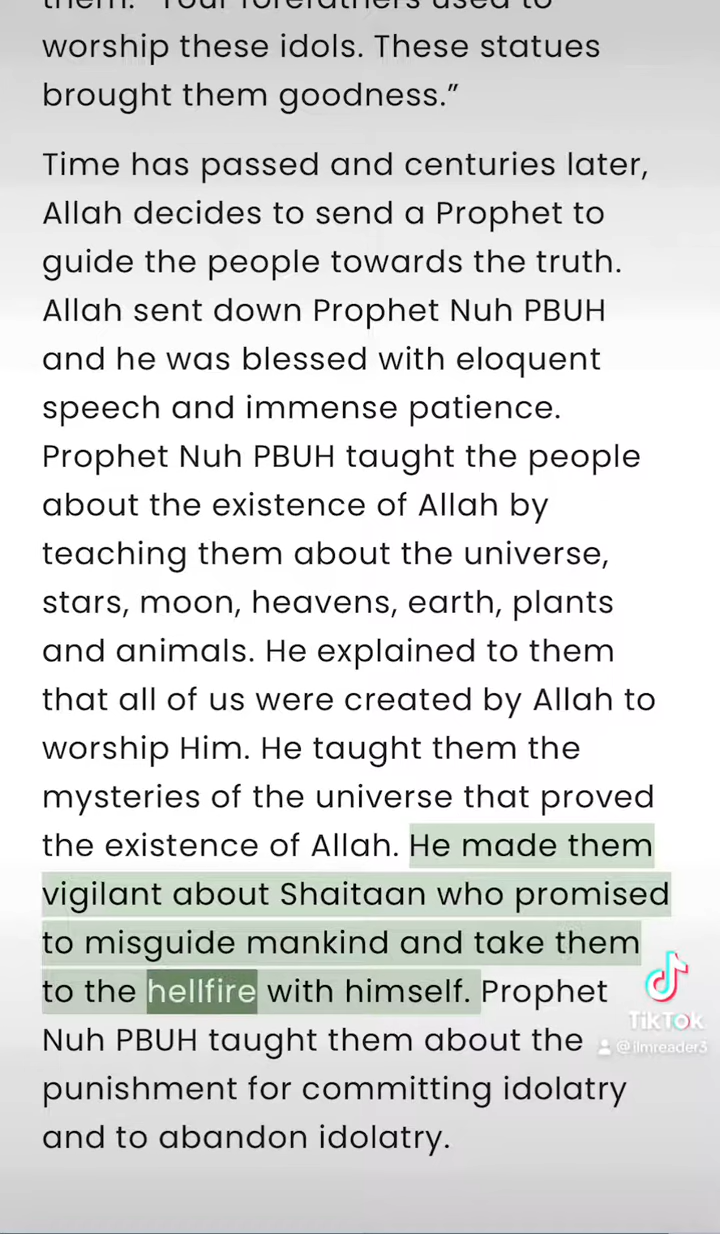 them. "Your forefathers used to
worship these idols. These statues
brought them goodness.”
Time has passed and centuries later,
Allah decides to send a Prophet to
guide the people towards the truth.
Allah sent down Prophet Nuh PBUH
and he was blessed with eloquent
speech and immense patience.
Prophet Nuh PBUH taught the people
about the existence of Allah by
teaching them about the universe,
stars, moon, heavens, earth, plants
and animals. He explained to them
that all of us were created by Allah to
worship Him. He taught them the
mysteries of the universe that proved
the existence of Allah. He made them
vigilant about Shaitaan who promised
to misguide mankind and take them
to the hellfire with himself. Prophet
Nuh PBUH taught them about the
punishment for committing idolatry
and to abandon idolatry.
TikTok
@ilmreader3